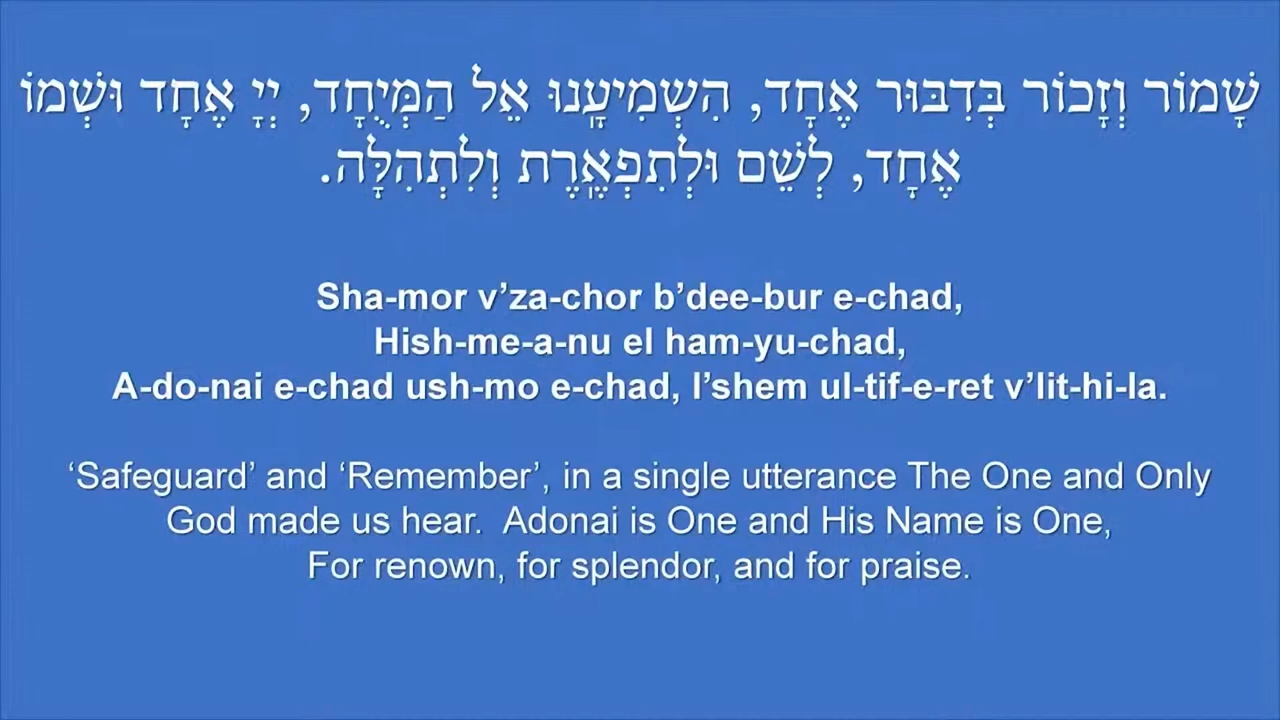 שָׁמוֹר וְזָכוֹר בְּדִבּוּר אֶחָד, הִשְׁמִיעָֽנוּ אֵל הַמְּיֻחָד, יְיָ אֶחָד וּשְׁמוֹ
אֶחָד, לְשֵׁם וּלְתִפְאֶֽרֶת וְלִתְהִלָּה.
Sha-mor v’za-chor b’dee-bur e-chad,
Hish-me-a-nu el ham-yu-chad,
A-do-nai e-chad ush-mo e-chad, l’shem ul-tif-e-ret v’lit-hi-la.
‘Safeguard’ and ‘Remember’, in a single utterance The One and Only
God made us hear.  Adonai is One and His Name is One,
For renown, for splendor, and for praise.